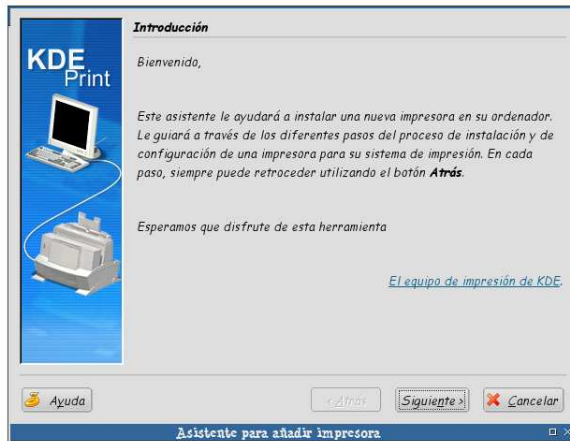 Introducción
KDE
Print
Bienvenido,
Este asistente le ayudará a instalar una nueva impresora en su ordenador.
Le guiará a través de los diferentes pasos del proceso de instalación y de
configuración de una impresora para su sistema de impresión. En cada
paso, siempre puede retroceder utilizando el botón Atrás.
Esperamos que disfrute de esta herramienta
El equipo de impresión de KDE.
Ayuda
< Atrás
Siguiente >
Cancelar
Asistente para añadir impresora